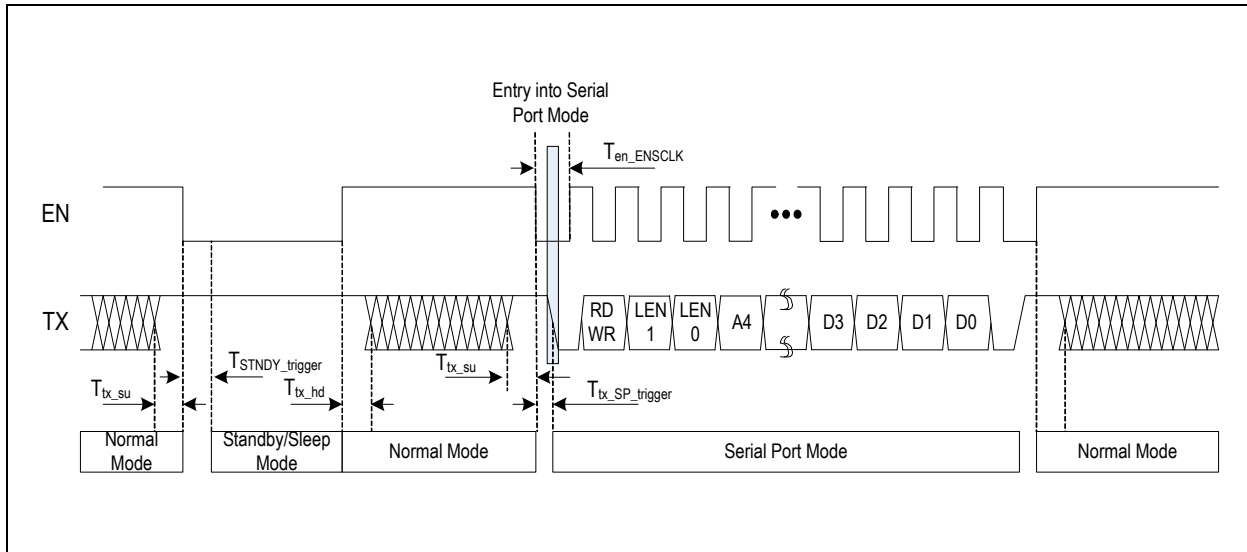 Entry into Serial
Port Mode
T_en_ENSCLK
EN
•••
TX
RD
WR
LEN
1
LEN
0
A4
D3
D2
D1
D0
T_tx_su
T_STNDY_trigger
T_tx_hd
T_tx_su
T_tx_SP_trigger
Normal
Mode
Standby/Sleep
Mode
Normal Mode
Serial Port Mode
Normal Mode